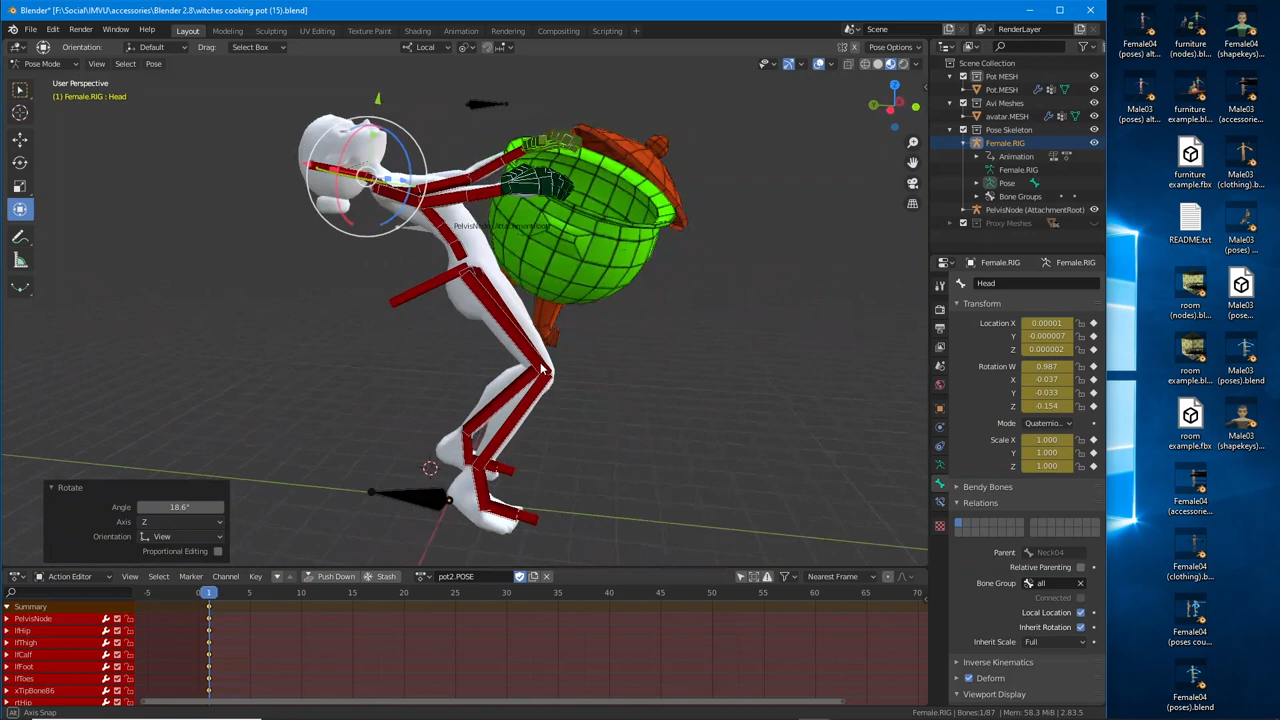 Blender* [F:\Social\IMVU\accessories\Blender 2.8\witches cooking pot (15).blend]
File Edit Render Window Help Layout Modeling Sculpting UV Editing Texture Paint Shading Animation Rendering Compositing Scripting + Scene RenderLayer
Orientation: Default Drag: Select Box Local Pose Options
Pose Mode View Select Pose
User Perspective
(1) Female.RIG : Head
PelvisNode (AttachmentRoot)
Rotate
Angle 18.6°
Axis Z
Orientation View
Proportional Editing
Scene Collection
Pot MESH
Pot.MESH
Avi Meshes
avatar.MESH
Pose Skeleton
Female.RIG
Animation
Female.RIG
Pose
Bone Groups
PelvisNode (AttachmentRoot)
Proxy Meshes
Female.RIG Female.RIG
Head
Transform
Location X 0.00001
Y -0.000007
Z 0.000002
Rotation W 0.987
X -0.037
Y -0.033
Z -0.154
Mode Quaternio...
Scale X 1.000
Y 1.000
Z 1.000
Bendy Bones
Relations
Parent Neck04
Relative Parenting
Bone Group all
Connected
Local Location
Inherit Rotation
Inherit Scale Full
Inverse Kinematics
Deform
Viewport Display
Action Editor View Select Marker Channel Key Push Down Stash pot2.POSE Nearest Frame
-5 0 1 5 10 15 20 25 30 35 40 45 50 55 60 65 70
Summary
PelvisNode
lfHip
lfThigh
lfCalf
lfFoot
lfToes
xTipBone86
rtHip
Alt Axis Snap
Female.RIG | Bones:1/87 | Mem: 58.3 MiB | 2.83.5
Female04 (poses) alt...
furniture (nodes).bl...
Female03 (poses)...
Male03 (poses) alt...
furniture example.bl...
Male03 (accessorie...
furniture example.fbx
Male03 (clothing)...
README.txt
Male03 (poses) ...
room (nodes).bl...
Male03 (pose...
room example.bl...
Male03 (poses).blend
room example.fbx
Male03 (poses)...
Female04 (accessorie...
Female04 (clothing).b...
Female04 (poses cou...
Female04 (poses).blend